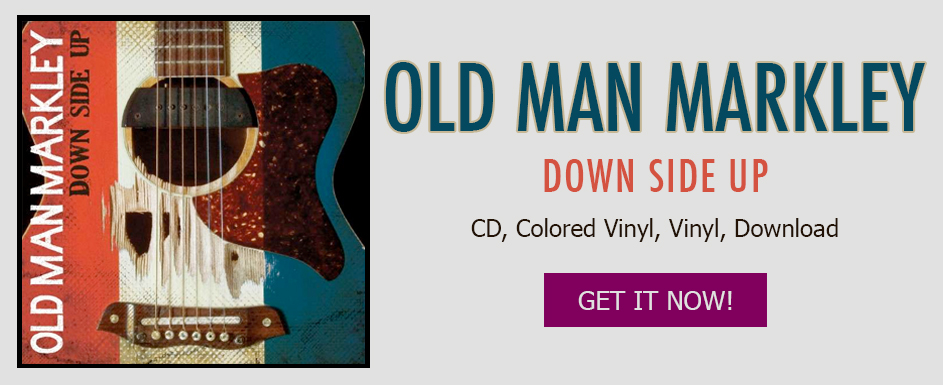 OLD MAN MARKLEY
DOWN SIDE UP
OLD MAN MARKLEY
DOWN SIDE UP
CD, Colored Vinyl, Vinyl, Download
GET IT NOW!